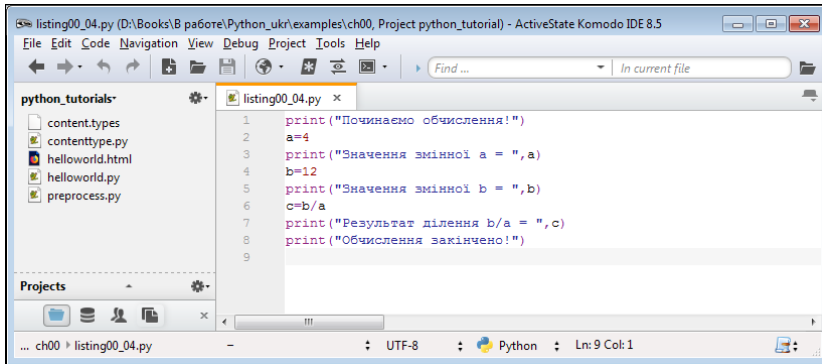 listing00_04.py (D:\Books\В работе\Python_ukr\examples\ch00, Project python_tutorial) - ActiveState Komodo IDE 8.5
File Edit Code Navigation View Debug Project Tools Help
Find ... In current file
python_tutorials listing00_04.py ×
content.types
contenttype.py
helloworld.html
helloworld.py
preprocess.py
1 print("Починаємо обчислення!")
2 a=4
3 print("Значення змінної a = ",a)
4 b=12
5 print("Значення змінної b = ",b)
6 c=b/a
7 print("Результат ділення b/a = ",c)
8 print("Обчислення закінчено!")
9
Projects
... ch00 listing00_04.py – UTF-8 Python Ln: 9 Col: 1